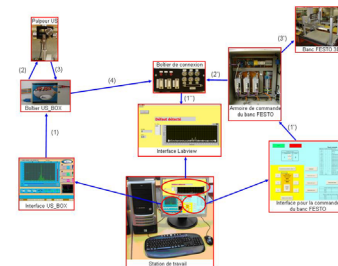 Palpeur US
(2)
(3)
Boîtier US_BOX
(4)
Boîtier de connexion
(2')
(1'')
(3')
Banc FESTO 3
Armoire de commande
du banc FESTO
Interface Labview
(1)
(1')
Interface US_BOX
Interface pour la commande
du banc FESTO
Station de travail